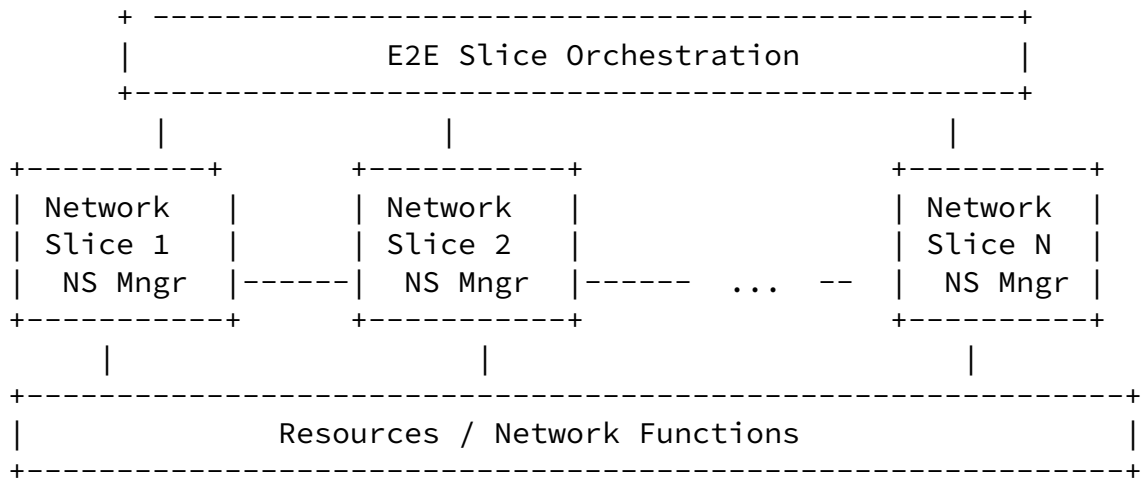 E2E Slice Orchestration
Network Network Network
Slice 1 Slice 2 Slice N
NS Mngr NS Mngr ... NS Mngr
Resources / Network Functions